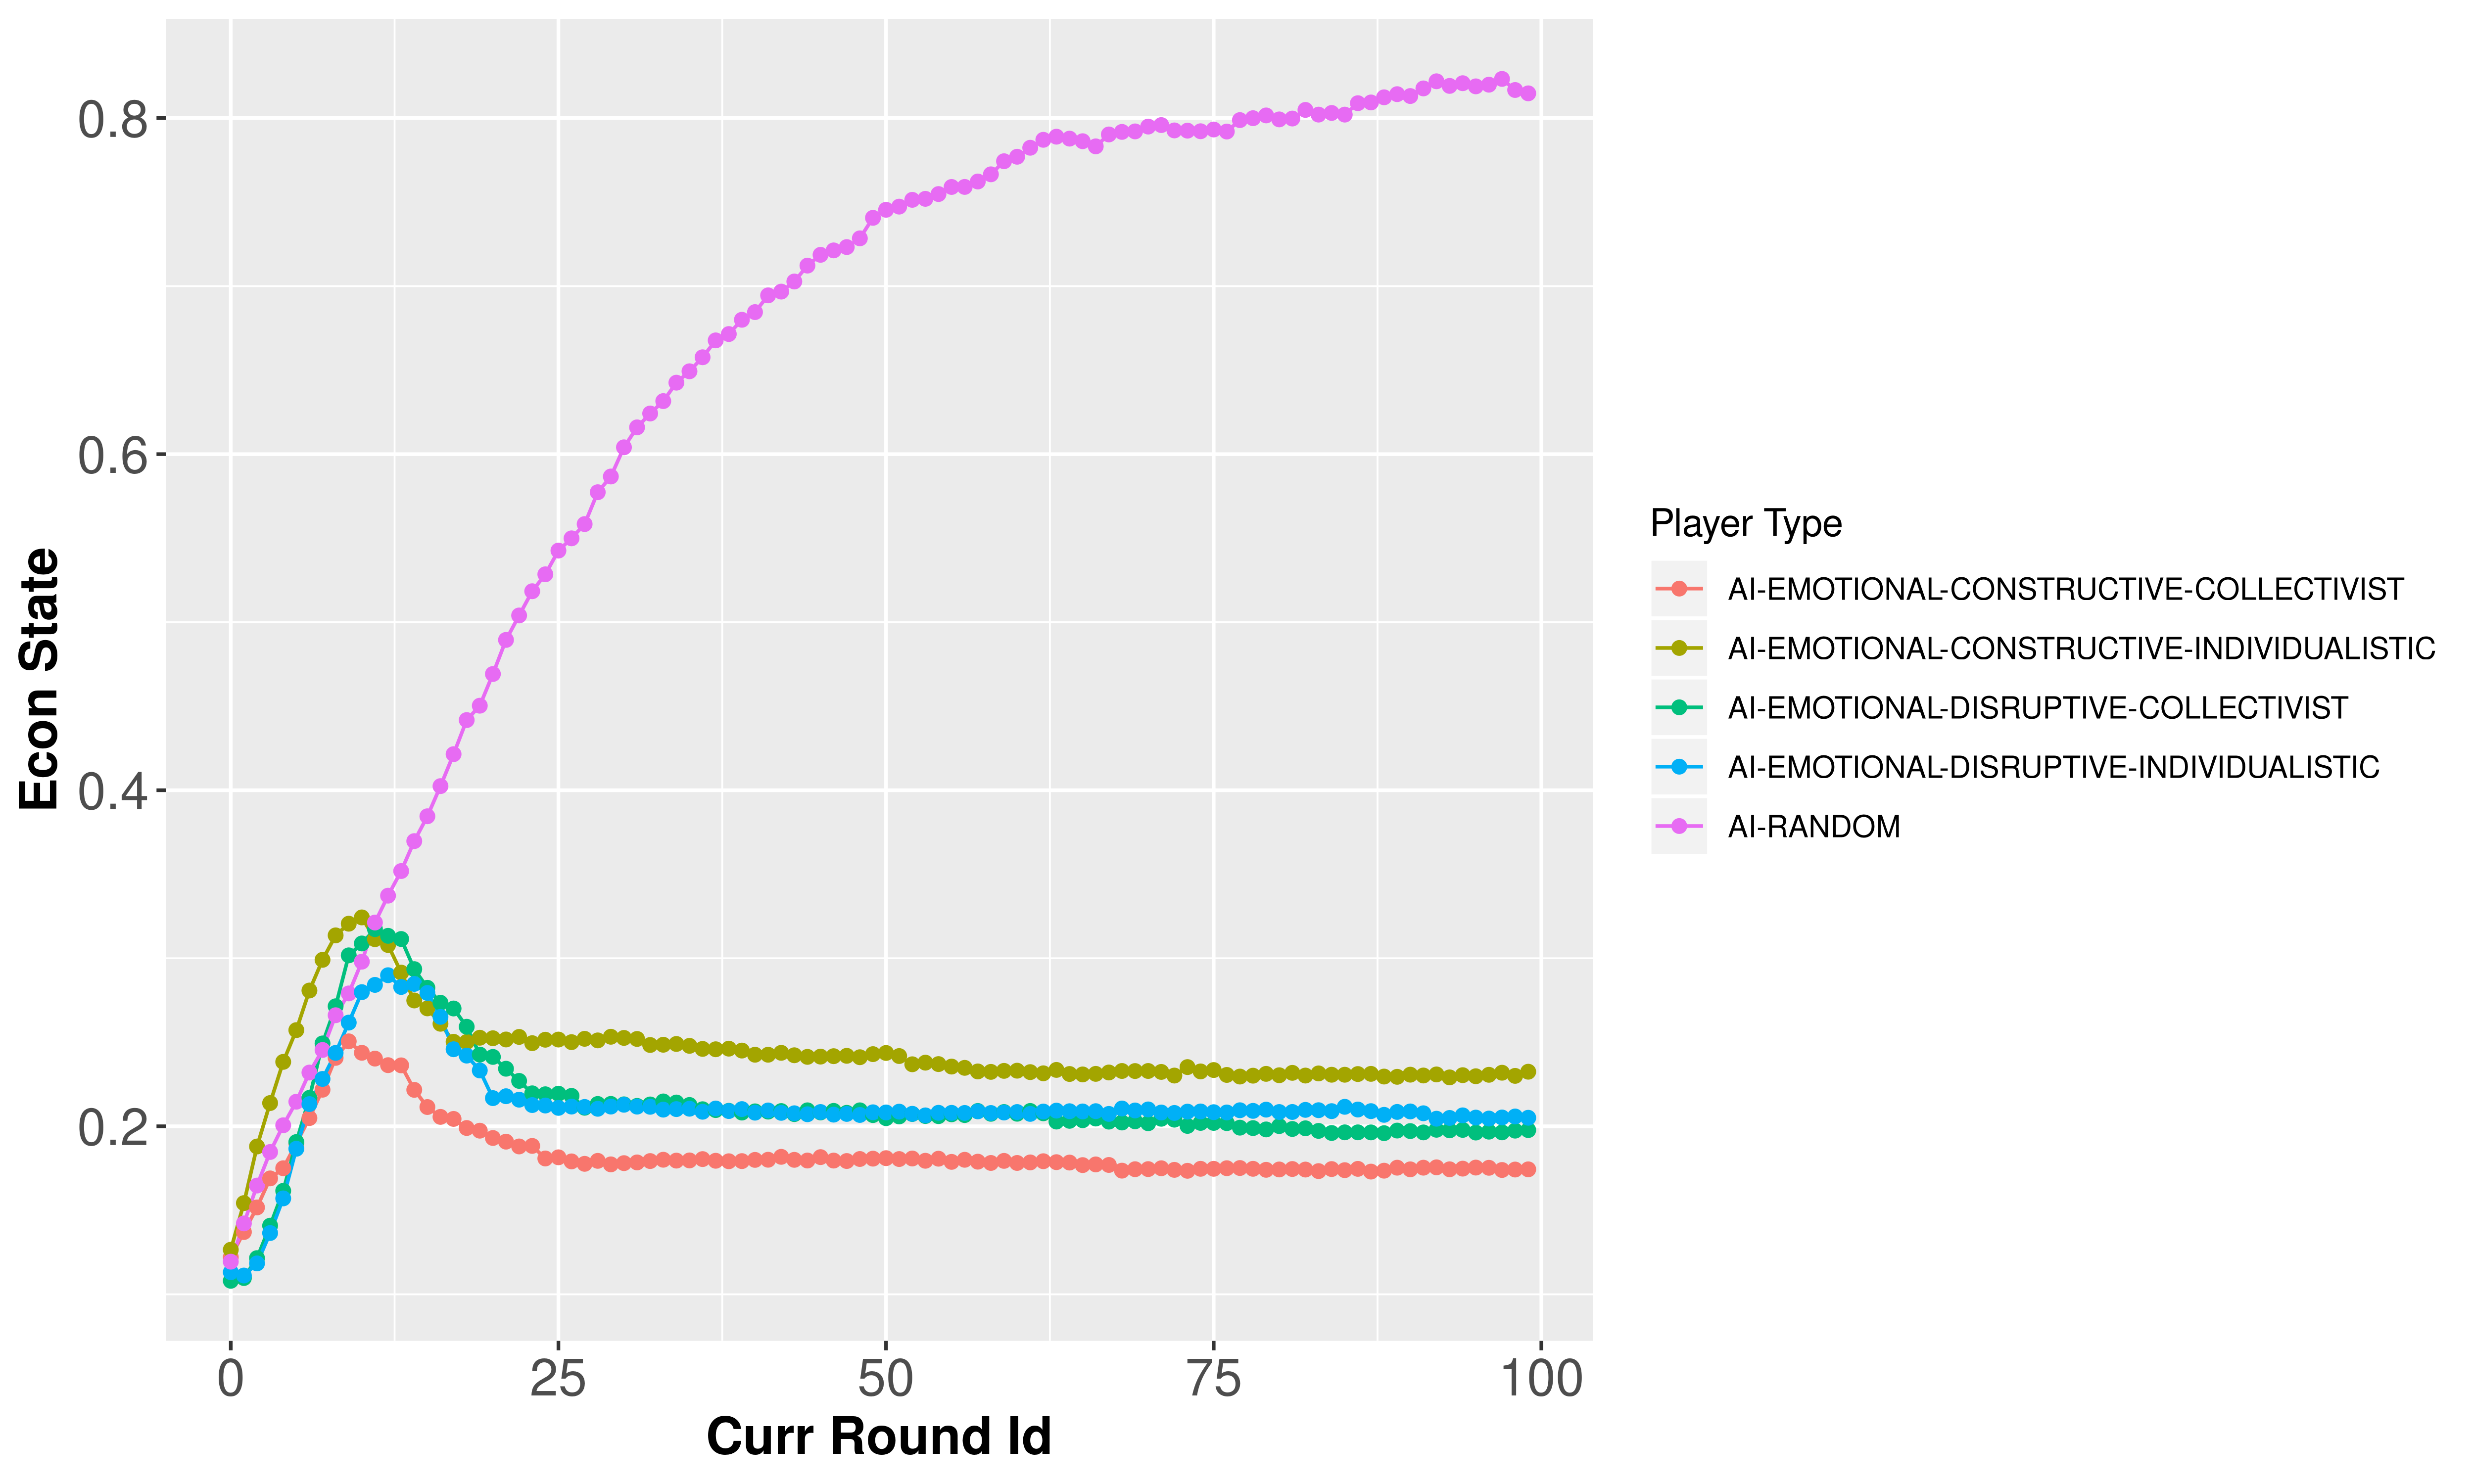 0.8
0.6
0.4
0.2
Econ State
0
25
50
75
100
Curr Round Id
Player Type
AI-EMOTIONAL-CONSTRUCTIVE-COLLECTIVIST
AI-EMOTIONAL-CONSTRUCTIVE-INDIVIDUALISTIC
AI-EMOTIONAL-DISRUPTIVE-COLLECTIVIST
AI-EMOTIONAL-DISRUPTIVE-INDIVIDUALISTIC
AI-RANDOM